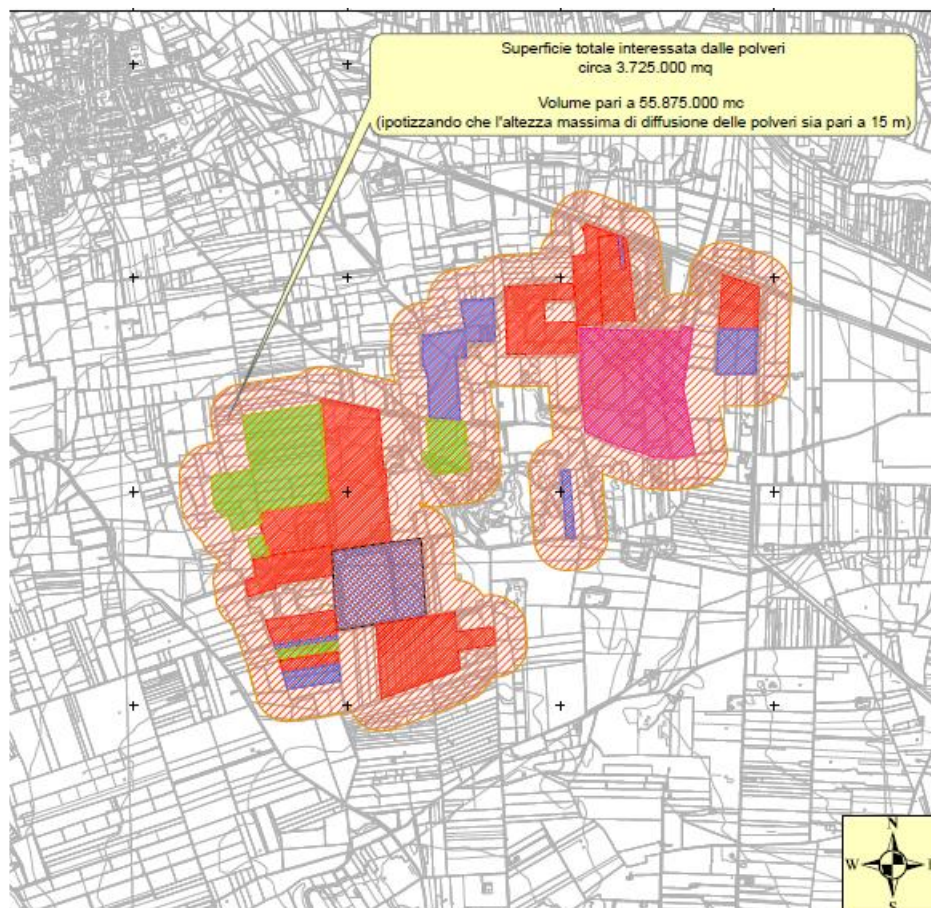 Superficie totale interessata dalle polveri
circa 3.725.000 mq
Volume pari a 55.875.000 mc
(ipotizzando che l'altezza massima di diffusione delle polveri sia pari a 15 m)
N
W
S